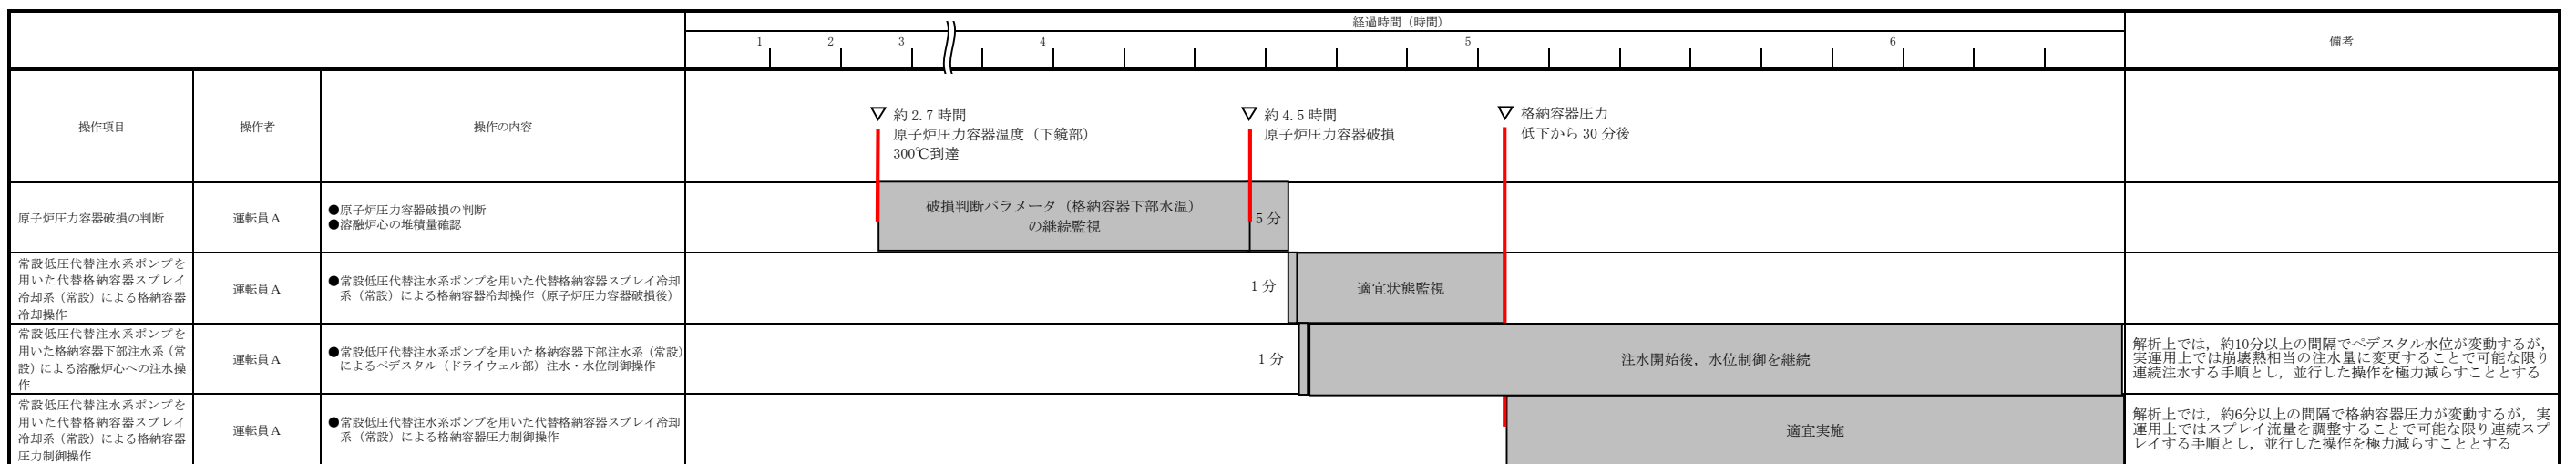 経過時間（時間）
備考
1 2 3 4 5 6
操作項目
操作者
操作の内容
▽ 約 2.7 時間
原子炉圧力容器温度（下鏡部）
300℃到達
▽ 約 4.5 時間
原子炉圧力容器破損
▽ 格納容器圧力
低下から 30 分後
原子炉圧力容器破損の判断
運転員Ａ
●原子炉圧力容器破損の判断
●溶融炉心の堆積量確認
破損判断パラメータ（格納容器下部水温）
の継続監視
5 分
常設低圧代替注水系ポンプを
用いた代替格納容器スプレイ
冷却系（常設）による格納容器
冷却操作
運転員Ａ
●常設低圧代替注水系ポンプを用いた代替格納容器スプレイ冷却
系（常設）による格納容器冷却操作（原子炉圧力容器破損後）
1 分
適宜状態監視
常設低圧代替注水系ポンプを
用いた格納容器下部注水系（常
設）による溶融炉心への注水操
作
運転員Ａ
●常設低圧代替注水系ポンプを用いた格納容器下部注水系（常設）
によるペデスタル（ドライウェル部）注水・水位制御操作
1 分
注水開始後，水位制御を継続
解析上では，約10分以上の間隔でペデスタル水位が変動するが，
実運用上では崩壊熱相当の注水量に変更することで可能な限り
連続注水する手順とし，並行した操作を極力減らすこととする
常設低圧代替注水系ポンプを
用いた代替格納容器スプレイ
冷却系（常設）による格納容器
圧力制御操作
運転員Ａ
●常設低圧代替注水系ポンプを用いた代替格納容器スプレイ冷却
系（常設）による格納容器圧力制御操作
適宜実施
解析上では，約6分以上の間隔で格納容器圧力が変動するが，実
運用上ではスプレイ流量を調整することで可能な限り連続スプ
レイする手順とし，並行した操作を極力減らすこととする